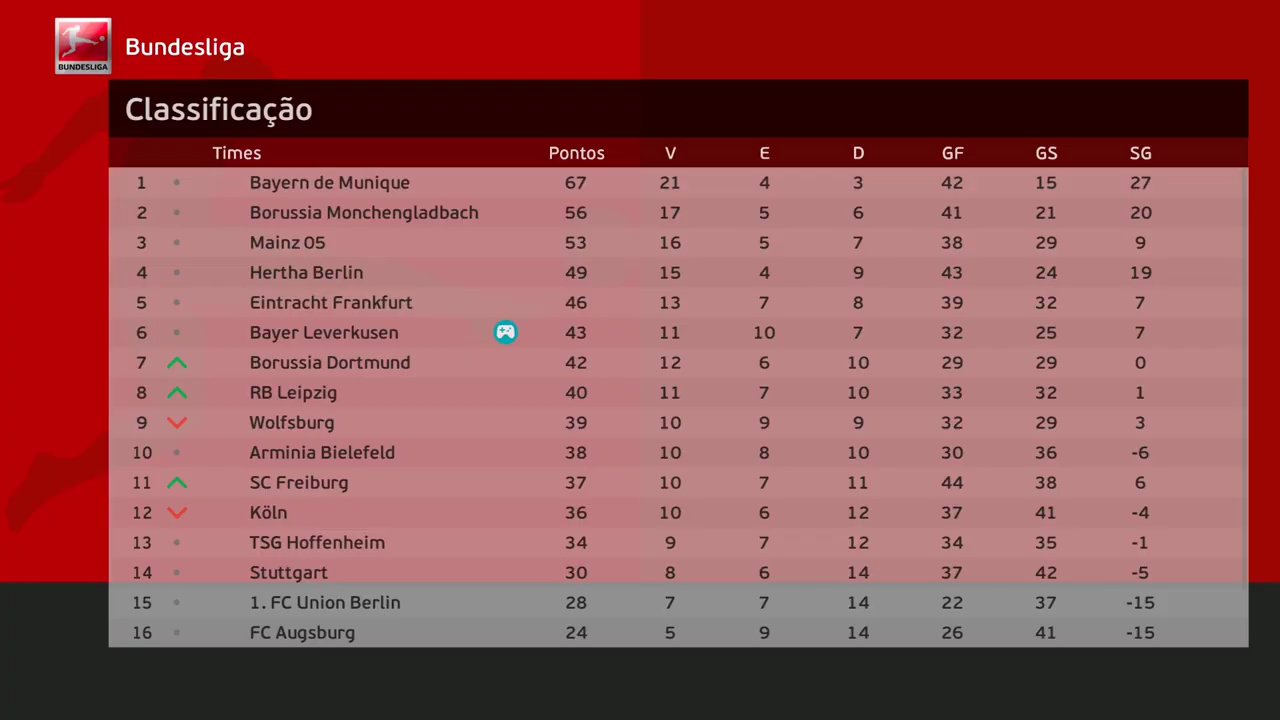 BUNDESLIGA
Bundesliga
Classificação
Times Pontos V E D GF GS SG
1 Bayern de Munique 67 21 4 3 42 15 27
2 Borussia Monchengladbach 56 17 5 6 41 21 20
3 Mainz 05 53 16 5 7 38 29 9
4 Hertha Berlin 49 15 4 9 43 24 19
5 Eintracht Frankfurt 46 13 7 8 39 32 7
6 Bayer Leverkusen 43 11 10 7 32 25 7
7 Borussia Dortmund 42 12 6 10 29 29 0
8 RB Leipzig 40 11 7 10 33 32 1
9 Wolfsburg 39 10 9 9 32 29 3
10 Arminia Bielefeld 38 10 8 10 30 36 -6
11 SC Freiburg 37 10 7 11 44 38 6
12 Köln 36 10 6 12 37 41 -4
13 TSG Hoffenheim 34 9 7 12 34 35 -1
14 Stuttgart 30 8 6 14 37 42 -5
15 1. FC Union Berlin 28 7 7 14 22 37 -15
16 FC Augsburg 24 5 9 14 26 41 -15